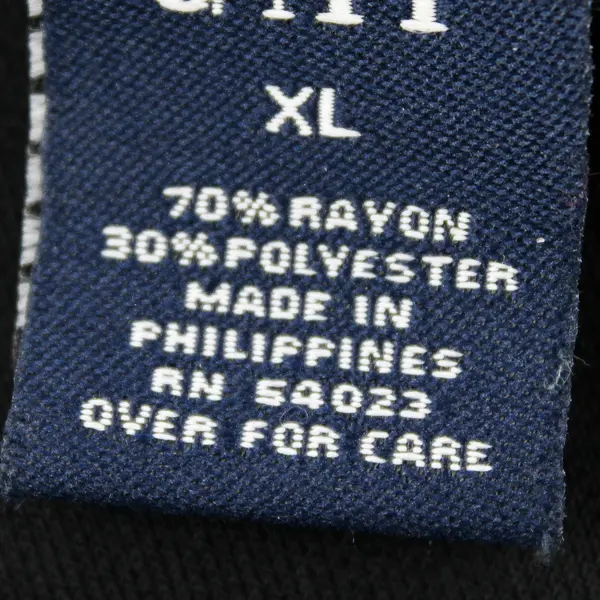 XL
70% RAYON
30% POLYESTER
MADE IN
PHILIPPINES
RN 54023
OVER FOR CARE